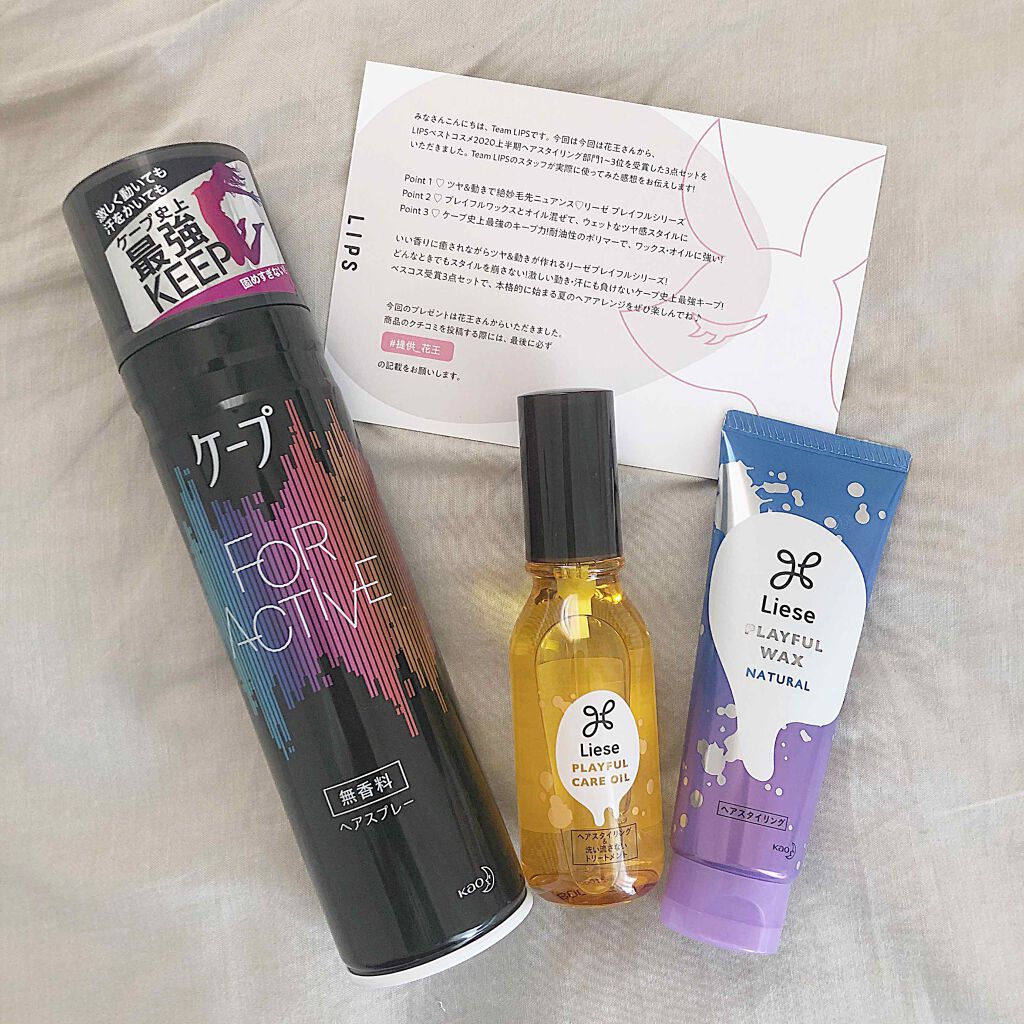 みなさんこんにちは、Team LIPSです。今回は今回は花王さんから、
LIPSベストコスメ2020上半期ヘアスタイリング部門1〜3位を受賞した3点セットを
いただきました。Team LIPSのスタッフが実際に使ってみた感想をお伝えします!
Point 1 ♡ ツヤ&動きで絶妙毛先ニュアンス♡リーゼ プレイフルシリーズ
Point 2 ♡ プレイフルワックスとオイル混ぜて、ウェットなツヤ感スタイルに
Point 3 ♡ ケープ史上最強のキープ力!耐油性のポリマーで、ワックス・オイルに強い!
いい香りに癒されながらツヤ&動きが作れるリーゼプレイフルシリーズ!
どんなときでもスタイルを崩さない!激しい動き・汗にも負けないケープ史上最強キープ!
ベスコス受賞3点セットで、本格的に始まる夏のヘアアレンジをぜひ楽しんでね♪
今回のプレゼントは花王さんからいただきました。
商品のクチコミを投稿する際には、最後に必ず
#提供_花王
の記載をお願いします。
LIPS
激しく動いても
汗をかいても
ケープ史上
最強
KEEP
固めすぎない
ケープ
FOR
ACTIVE
無香料
ヘアスプレー
Kao
Liese
PLAYFUL
CARE OiL
ヘアスタイリング
&
洗い流さない
トリートメント
Liese
PLAYFUL
WAX
NATURAL
ヘアスタイリング
Kao